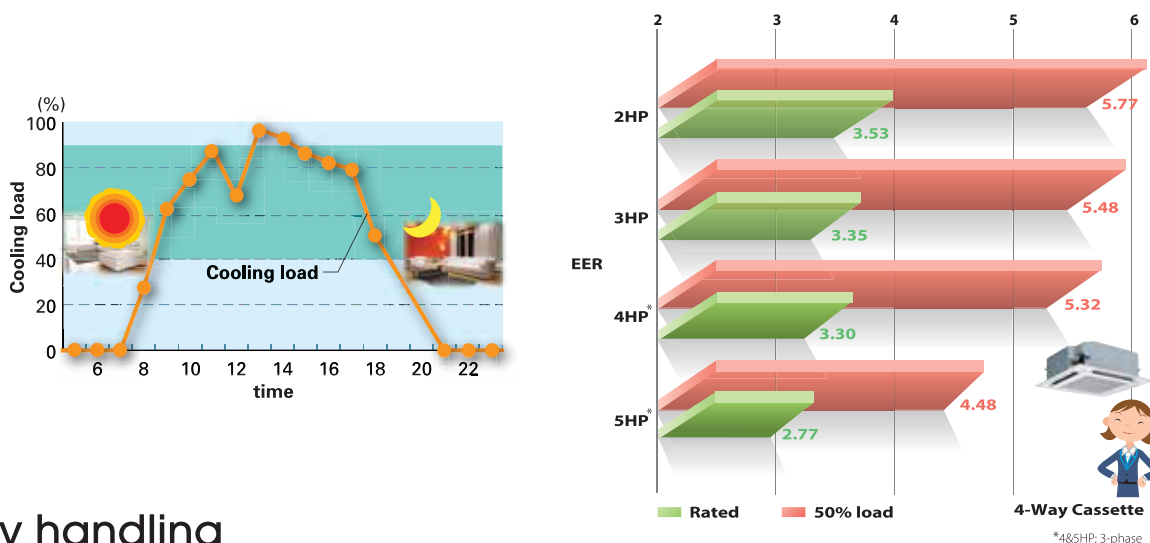 (%)
100
80
60
40
20
0
Cooling load
Cooling load
6 8 10 12 14 16 18 20 22
time
2 3 4 5 6
2HP
5.77
3.53
3HP
5.48
3.35
EER
4HP*
5.32
3.30
5HP*
4.48
2.77
Rated
50% load
4-Way Cassette
*4&5HP: 3-phase
y handling